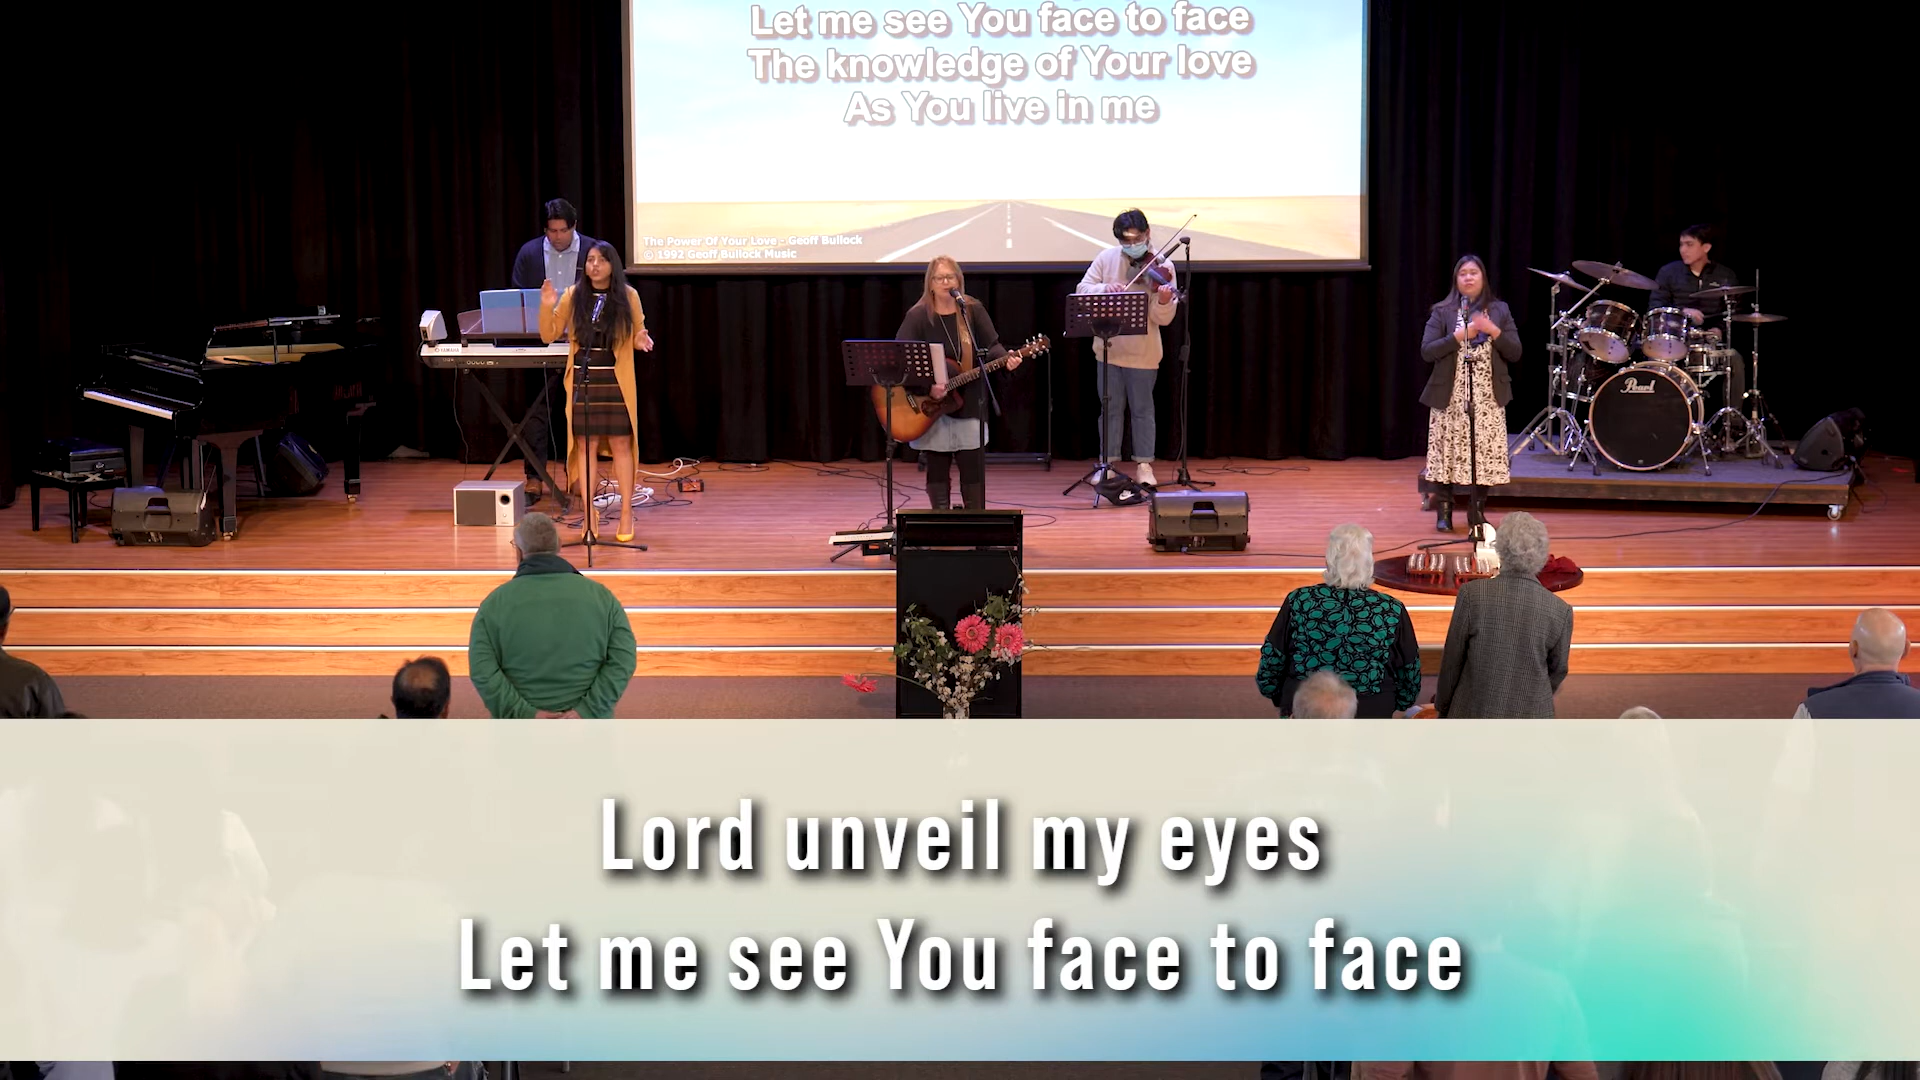 Let me see You face to face
The knowledge of Your love
As You live in me
The Power Of Your Love - Geoff Bullock
© 1992 Geoff Bullock Music
YAMAHA
Pearl
Lord unveil my eyes
Let me see You face to face